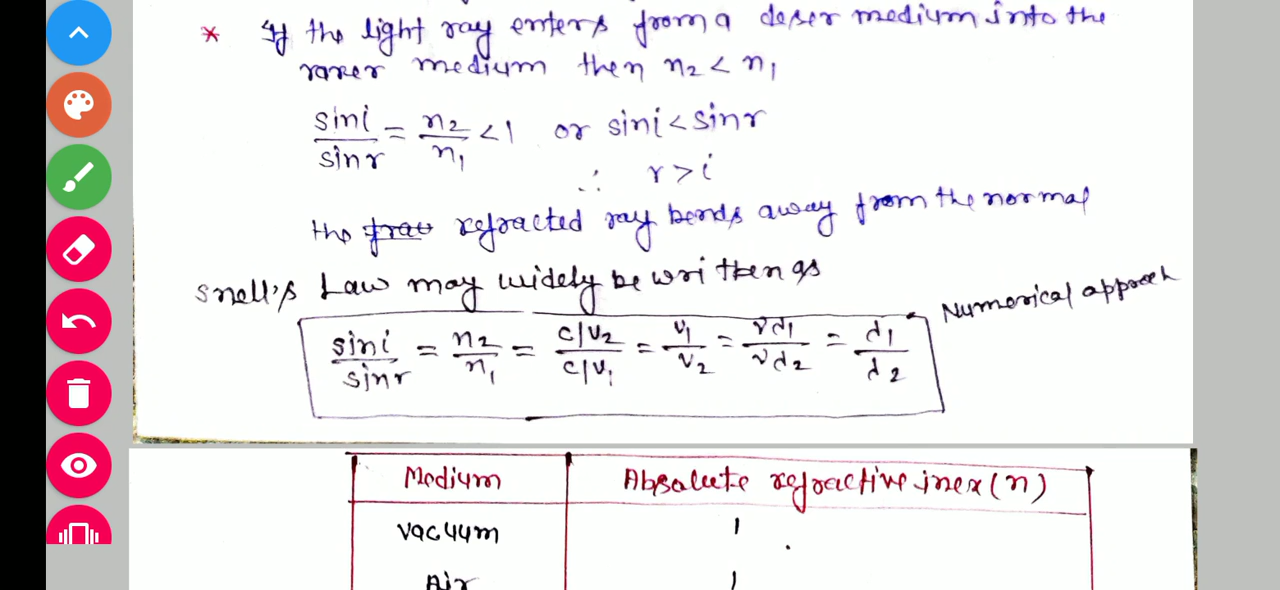 * If the light ray enters from a deser medium into the
rarer medium then n₂ < n₁
sini/sinr = n₂/n₁ < 1 or sini < sinr
∴ r > i
the refracted ray bends away from the normal
snell's Law may widely be written as
Numerical approch
sini/sinr = n₂/n₁ = c/v₂/c/v₁ = v₁/v₂ = νλ₁/νλ₂ = λ₁/λ₂
Medium Absolute refractive inex (n)
vacuum 1
Air 1